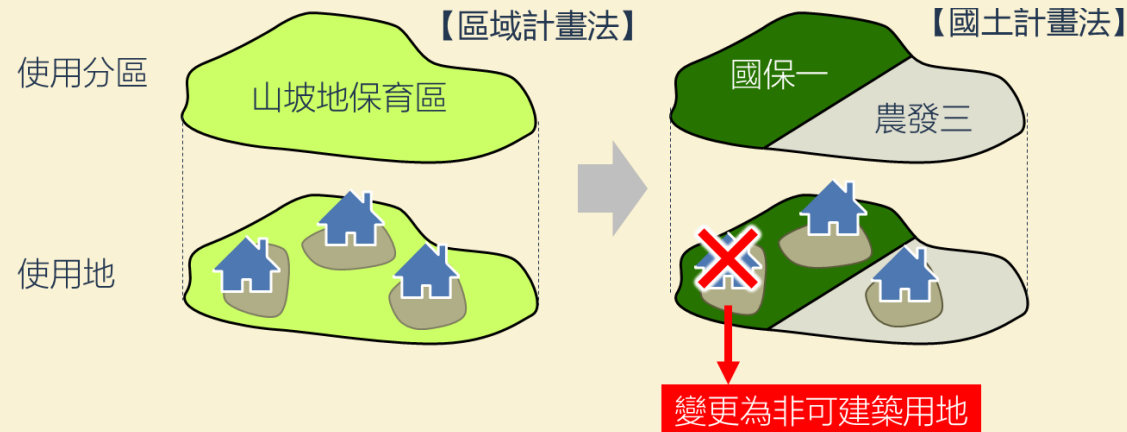 【區域計畫法】
【國土計畫法】
使用分區
山坡地保育區
國保一
農發三
使用地
變更為非可建築用地